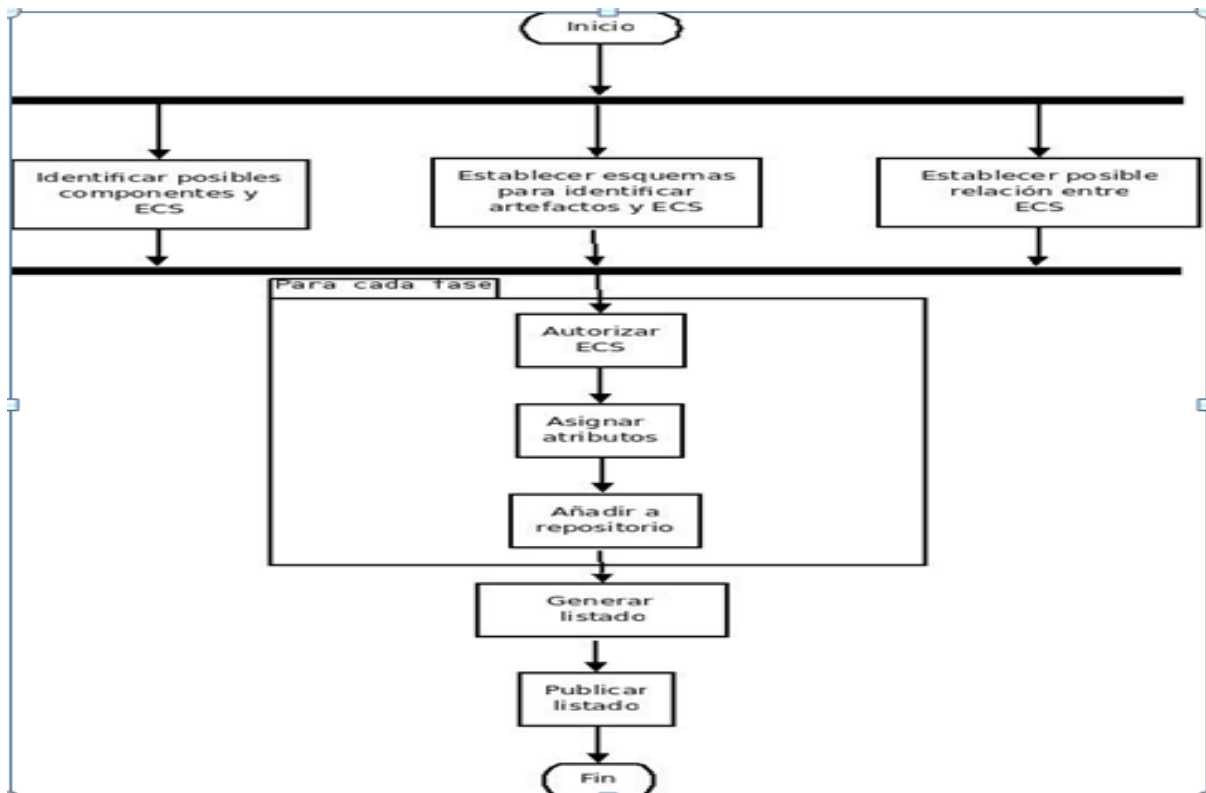 Inicio
Identificar posibles
componentes y
ECS
Establecer esquemas
para identificar
artefactos y ECS
Establecer posible
relación entre
ECS
Para cada fase
Autorizar
ECS
Asignar
atributos
Añadir a
repositorio
Generar
listado
Publicar
listado
Fin